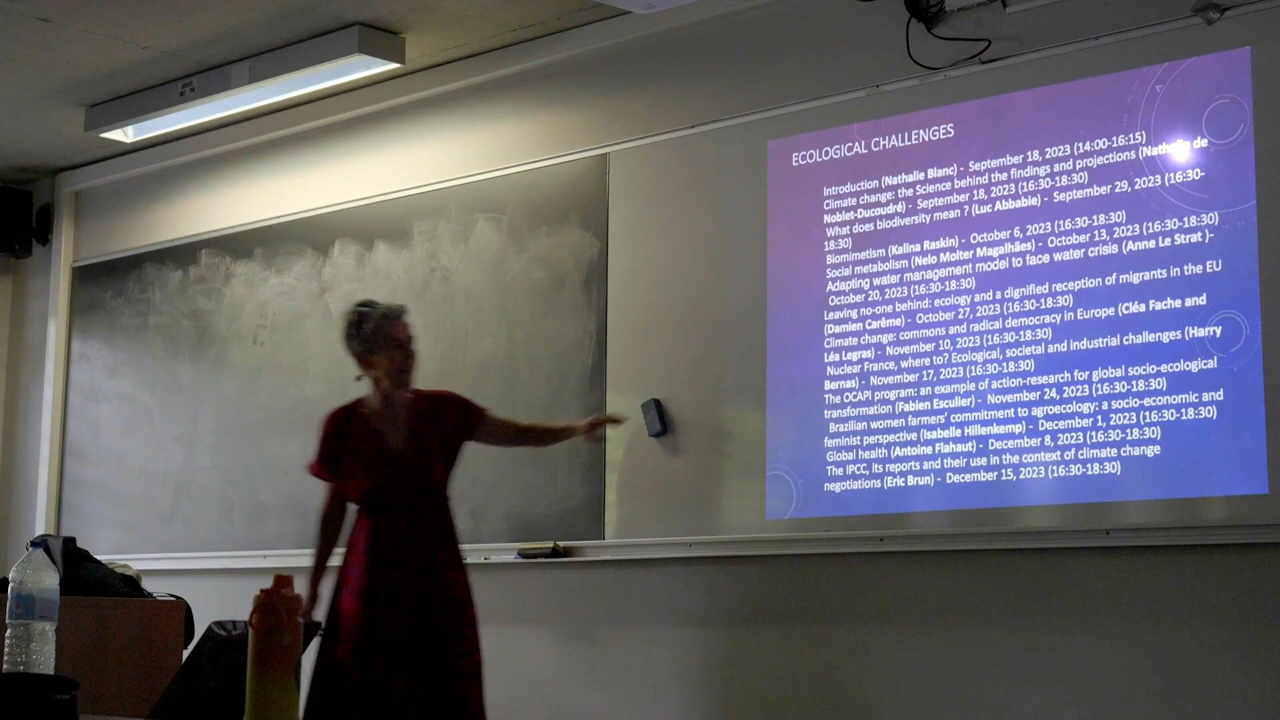 ECOLOGICAL CHALLENGES
Introduction (Nathalie Blanc) - September 18, 2023 (14:00-16:15)
Climate change: the Science behind the findings and projections (Nathalie de
Noblet-Ducoudré) - September 18, 2023 (16:30-18:30)
What does biodiversity mean ? (Luc Abbabie) - September 29, 2023 (16:30-
18:30)
Biomimetism (Kalina Raskin) - October 6, 2023 (16:30-18:30)
Social metabolism (Nelo Molter Magalhães) - October 13, 2023 (16:30-18:30)
Adapting water management model to face water crisis (Anne Le Strat )-
October 20, 2023 (16:30-18:30)
Leaving no-one behind: ecology and a dignified reception of migrants in the EU
(Damien Carême) - October 27, 2023 (16:30-18:30)
Climate change: commons and radical democracy in Europe (Cléa Fache and
Léa Legras) - November 10, 2023 (16:30-18:30)
Nuclear France, where to? Ecological, societal and industrial challenges (Harry
Bernas) - November 17, 2023 (16:30-18:30)
The OCAPI program: an example of action-research for global socio-ecological
transformation (Fabien Esculier) - November 24, 2023 (16:30-18:30)
Brazilian women farmers' commitment to agroecology: a socio-economic and
feminist perspective (Isabelle Hillenkemp) - December 1, 2023 (16:30-18:30)
Global health (Antoine Flahaut) - December 8, 2023 (16:30-18:30)
The IPCC, its reports and their use in the context of climate change
negotiations (Eric Brun) - December 15, 2023 (16:30-18:30)